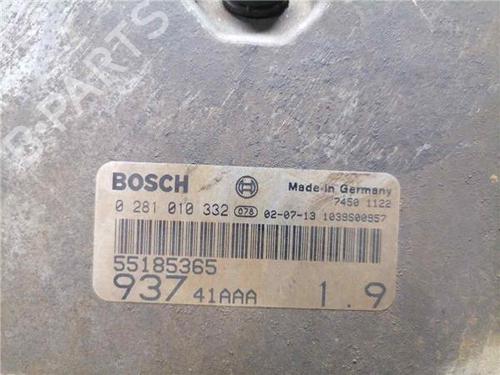 B-PARTS
BOSCH Made in Germany
7450 1122
0 281 010 332 078 02-07-13 1039S00957
55185365
937 41AAA 1.9